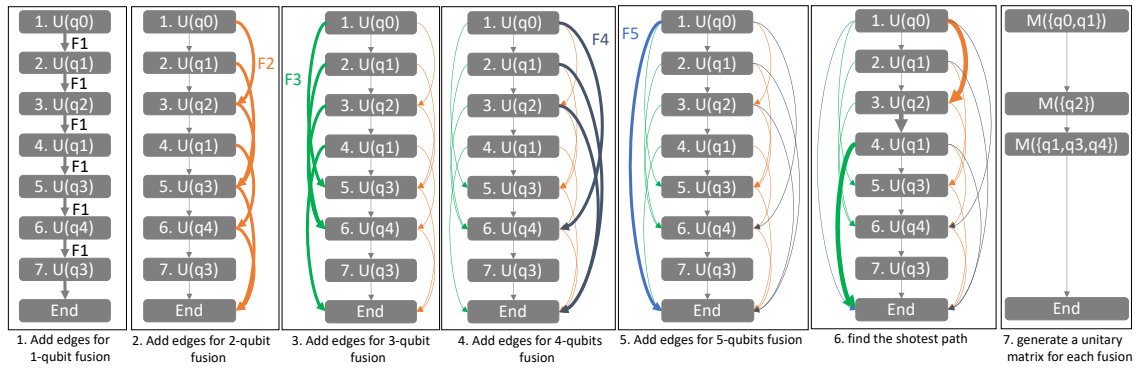 1. U(q0)
F1
2. U(q1)
F1
3. U(q2)
F1
4. U(q1)
F1
5. U(q3)
F1
6. U(q4)
F1
7. U(q3)
End
1. Add edges for
1-qubit fusion
1. U(q0)
F2
2. U(q1)
3. U(q2)
4. U(q1)
5. U(q3)
6. U(q4)
7. U(q3)
End
2. Add edges for 2-qubit
fusion
1. U(q0)
2. U(q1)
F3
3. U(q2)
4. U(q1)
5. U(q3)
6. U(q4)
7. U(q3)
End
3. Add edges for 3-qubit
fusion
1. U(q0)
F4
2. U(q1)
3. U(q2)
4. U(q1)
5. U(q3)
6. U(q4)
7. U(q3)
End
4. Add edges for 4-qubits
fusion
1. U(q0)
F5
2. U(q1)
3. U(q2)
4. U(q1)
5. U(q3)
6. U(q4)
7. U(q3)
End
5. Add edges for 5-qubits fusion
1. U(q0)
2. U(q1)
3. U(q2)
4. U(q1)
5. U(q3)
6. U(q4)
7. U(q3)
End
6. find the shotest path
M({q0,q1})
M({q2})
M({q1,q3,q4})
End
7. generate a unitary
matrix for each fusion